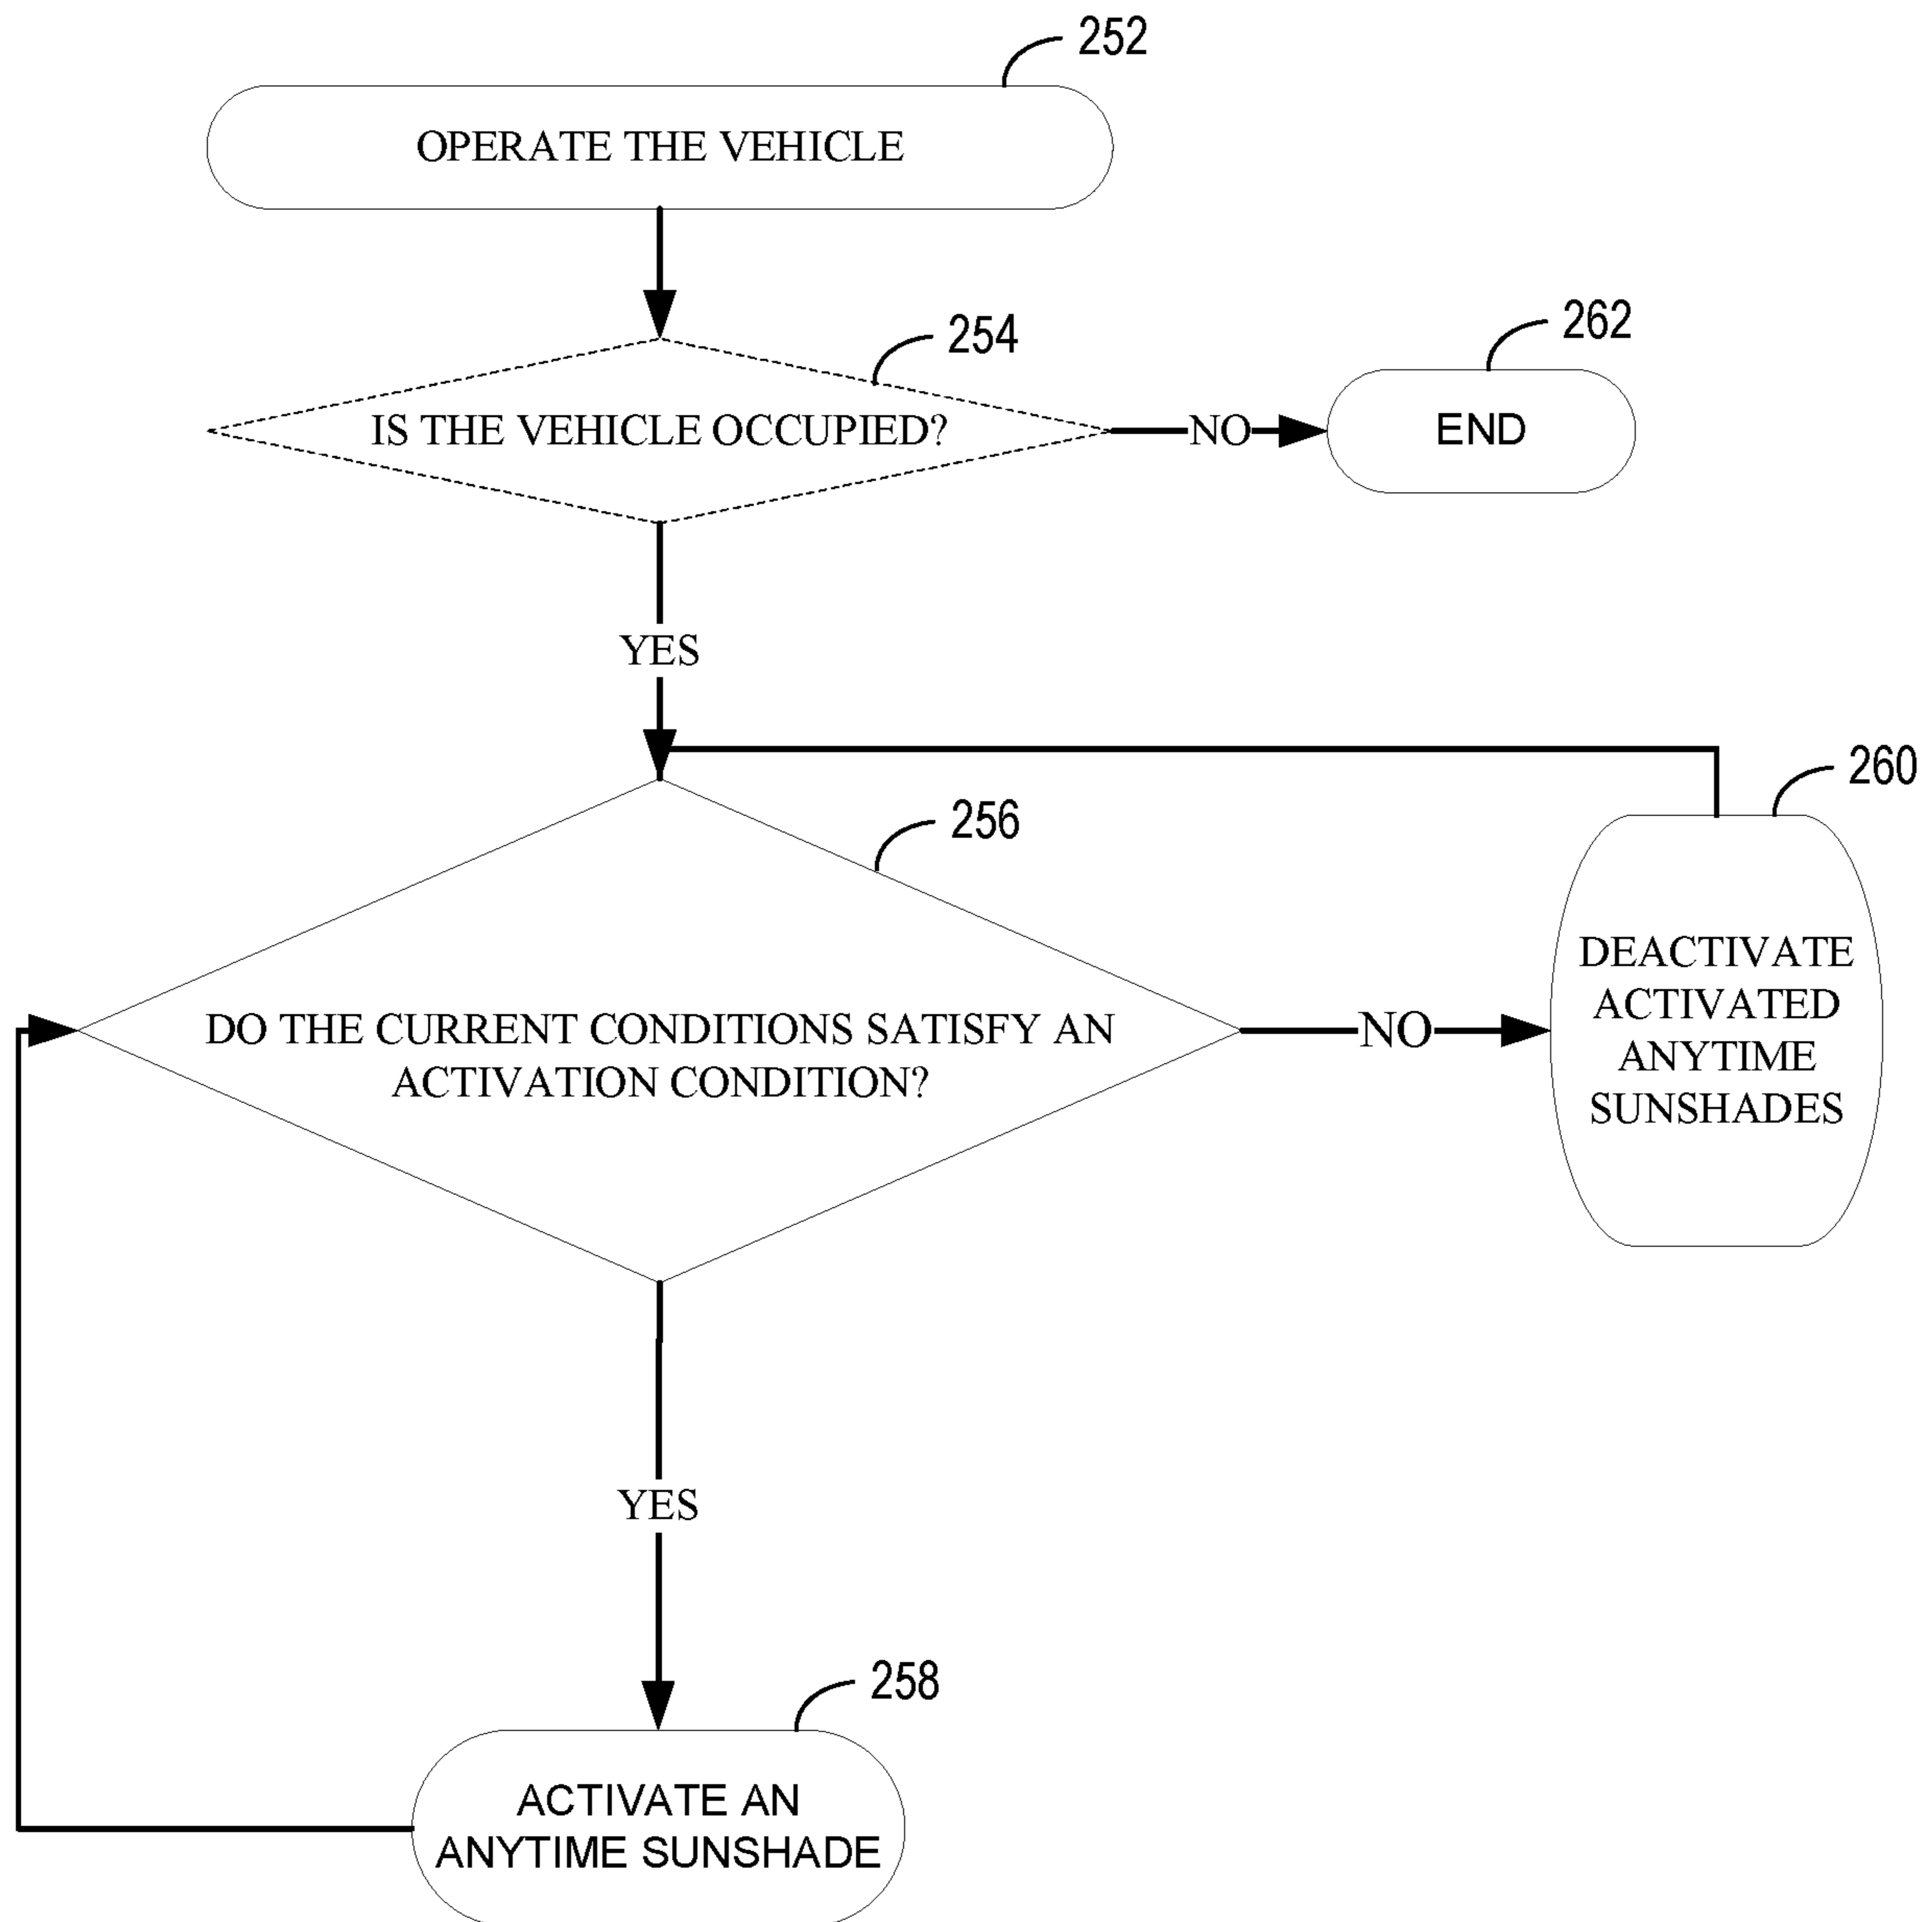 252
OPERATE THE VEHICLE
254
IS THE VEHICLE OCCUPIED?
NO
262
END
YES
256
DO THE CURRENT CONDITIONS SATISFY AN
ACTIVATION CONDITION?
NO
260
DEACTIVATE
ACTIVATED
ANYTIME
SUNSHADES
YES
258
ACTIVATE AN
ANYTIME SUNSHADE